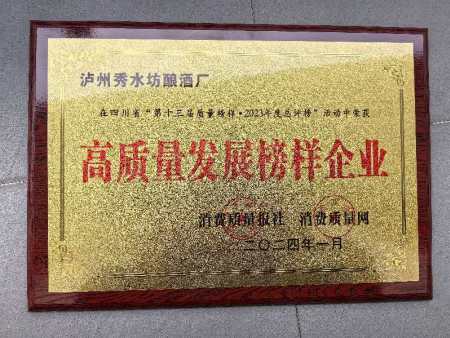 泸州秀水坊酿酒厂
在四川省“第十三届质量榜样·2023年度总评榜”活动中荣获
高质量发展榜样企业
消费质量报社 消费质量网
二〇二四年一月